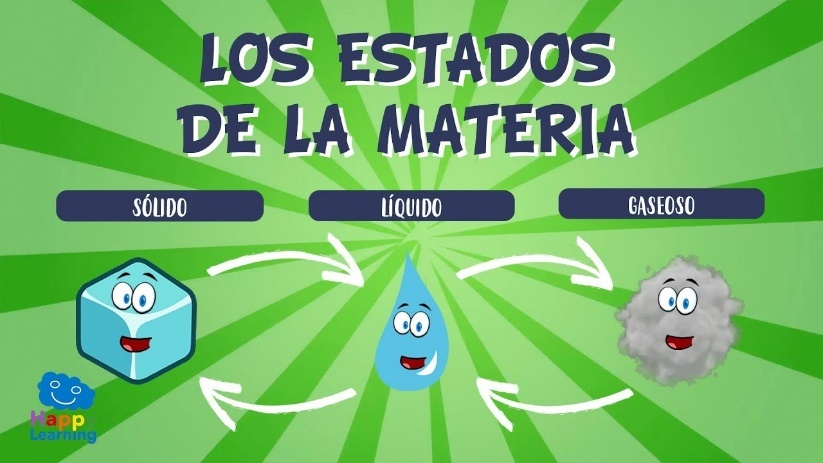 LOS ESTADOS
DE LA MATERIA
SÓLIDO
LÍQUIDO
GASEOSO
Happ
Learning